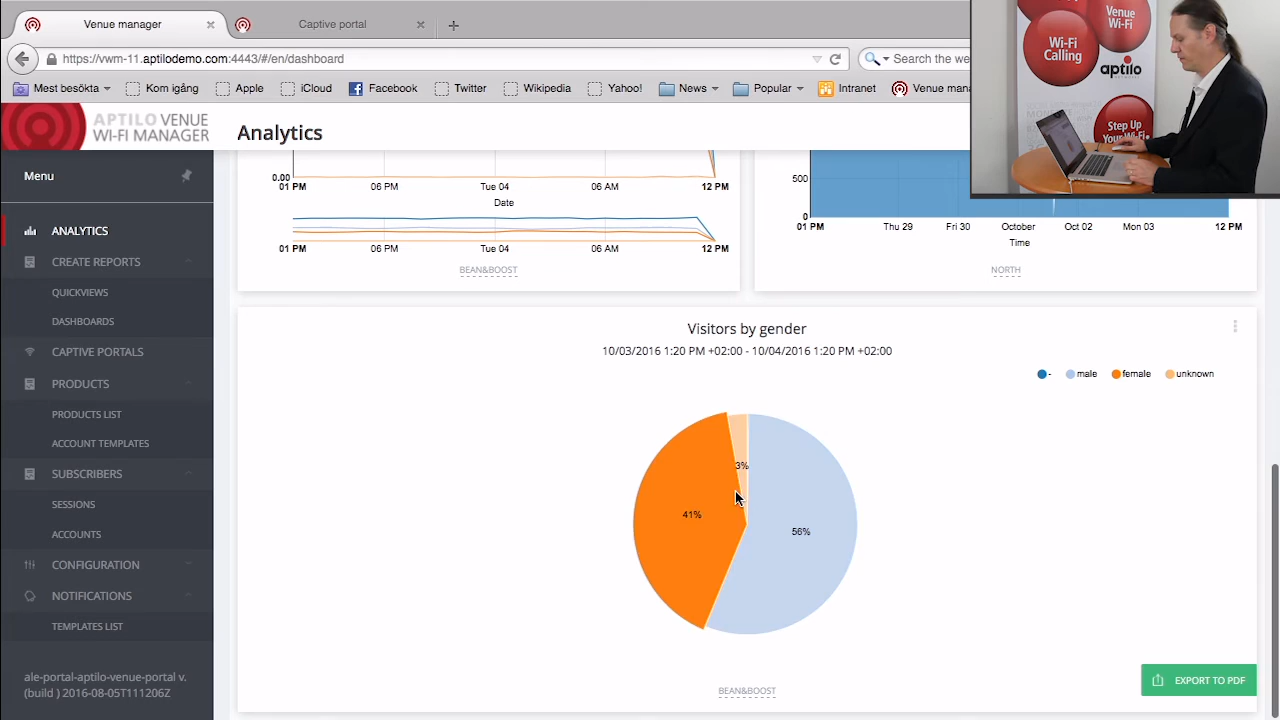 Venue manager
Captive portal
https://vwm-11.aptilodemo.com:4443/#/en/dashboard
Search the we
Mest besökta
Kom igång
Apple
iCloud
Facebook
Twitter
Wikipedia
Yahoo!
News
Popular
Intranet
Venue man
Venue
Wi-Fi
Wi-Fi
Calling
aptilo
Step Up
Your Wi-Fi.
APTILO VENUE
WI-FI MANAGER
Analytics
Menu
ANALYTICS
CREATE REPORTS
QUICKVIEWS
DASHBOARDS
CAPTIVE PORTALS
PRODUCTS
PRODUCTS LIST
ACCOUNT TEMPLATES
SUBSCRIBERS
SESSIONS
ACCOUNTS
CONFIGURATION
NOTIFICATIONS
TEMPLATES LIST
ale-portal-aptilo-venue-portal v.
(build ) 2016-08-05T111206Z
0.00
01 PM 06 PM Tue 04 06 AM 12 PM
Date
01 PM 06 PM Tue 04 06 AM 12 PM
BEAN&BOOST
500
0
01 PM Thu 29 Fri 30 October Oct 02 Mon 03 12 PM
Time
NORTH
Visitors by gender
10/03/2016 1:20 PM +02:00 - 10/04/2016 1:20 PM +02:00
- male female unknown
3%
41%
56%
BEAN&BOOST
EXPORT TO PDF